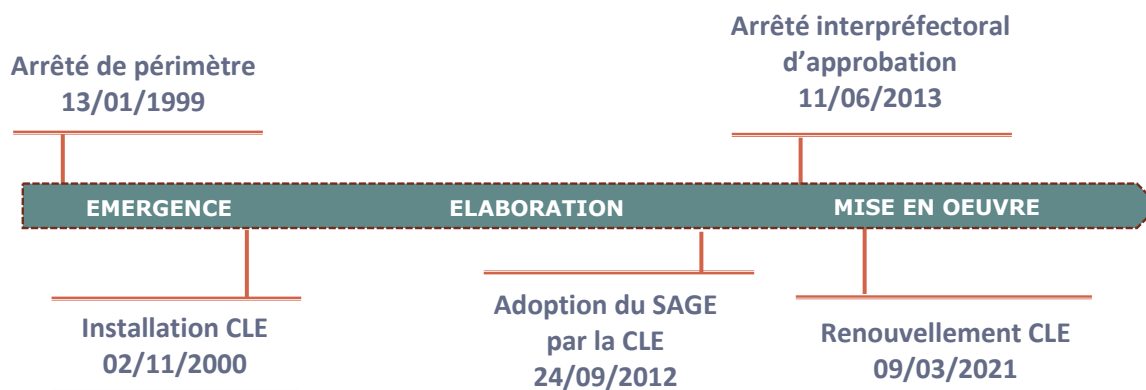 Arrêté de périmètre
13/01/1999
Arrêté interpréfectoral
d’approbation
11/06/2013
EMERGENCE
ELABORATION
MISE EN OEUVRE
Installation CLE
02/11/2000
Adoption du SAGE
par la CLE
24/09/2012
Renouvellement CLE
09/03/2021